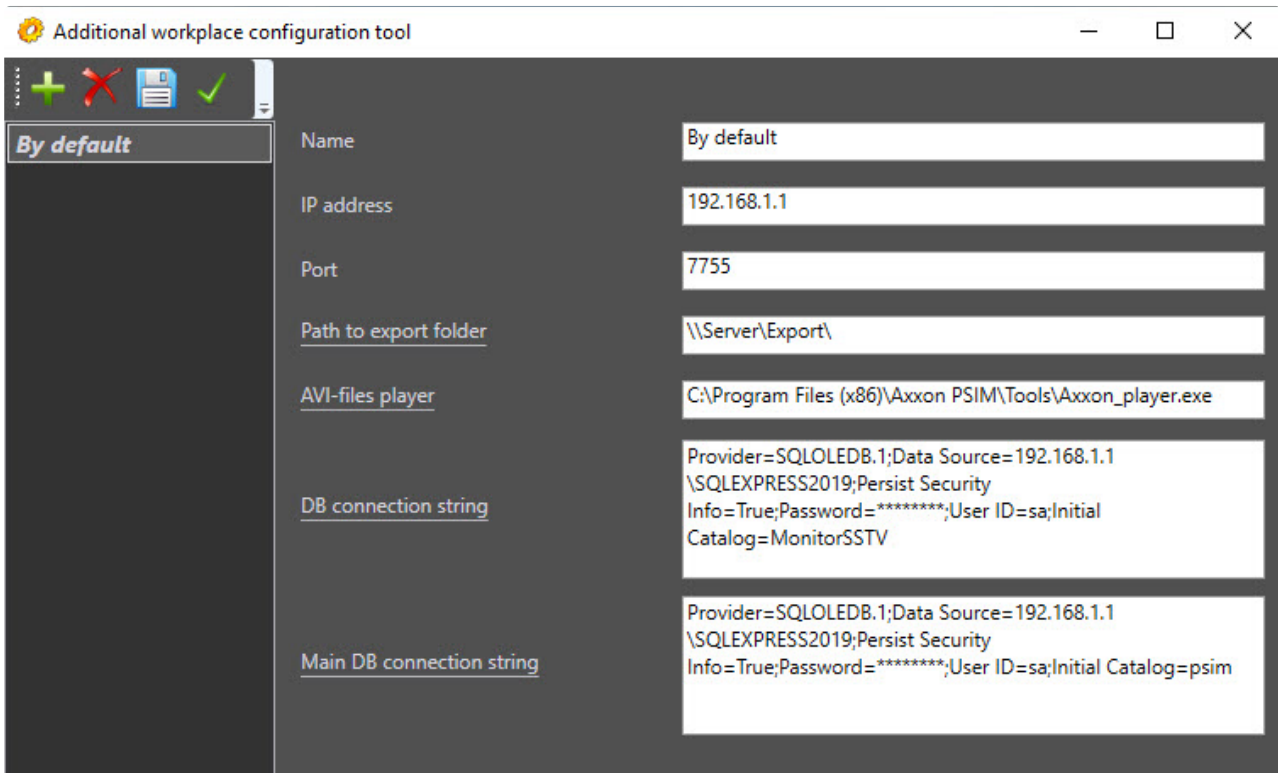 Additional workplace configuration tool
By default
Name
By default
IP address
192.168.1.1
Port
7755
Path to export folder
\\Server\Export\
AVI-files player
C:\Program Files (x86)\Axxon PSIM\Tools\Axxon_player.exe
DB connection string
Provider=SQLOLEDB.1;Data Source=192.168.1.1
\SQLEXPRESS2019;Persist Security
Info=True;Password=********;User ID=sa;Initial
Catalog=MonitorSSTV
Main DB connection string
Provider=SQLOLEDB.1;Data Source=192.168.1.1
\SQLEXPRESS2019;Persist Security
Info=True;Password=********;User ID=sa;Initial Catalog=psim